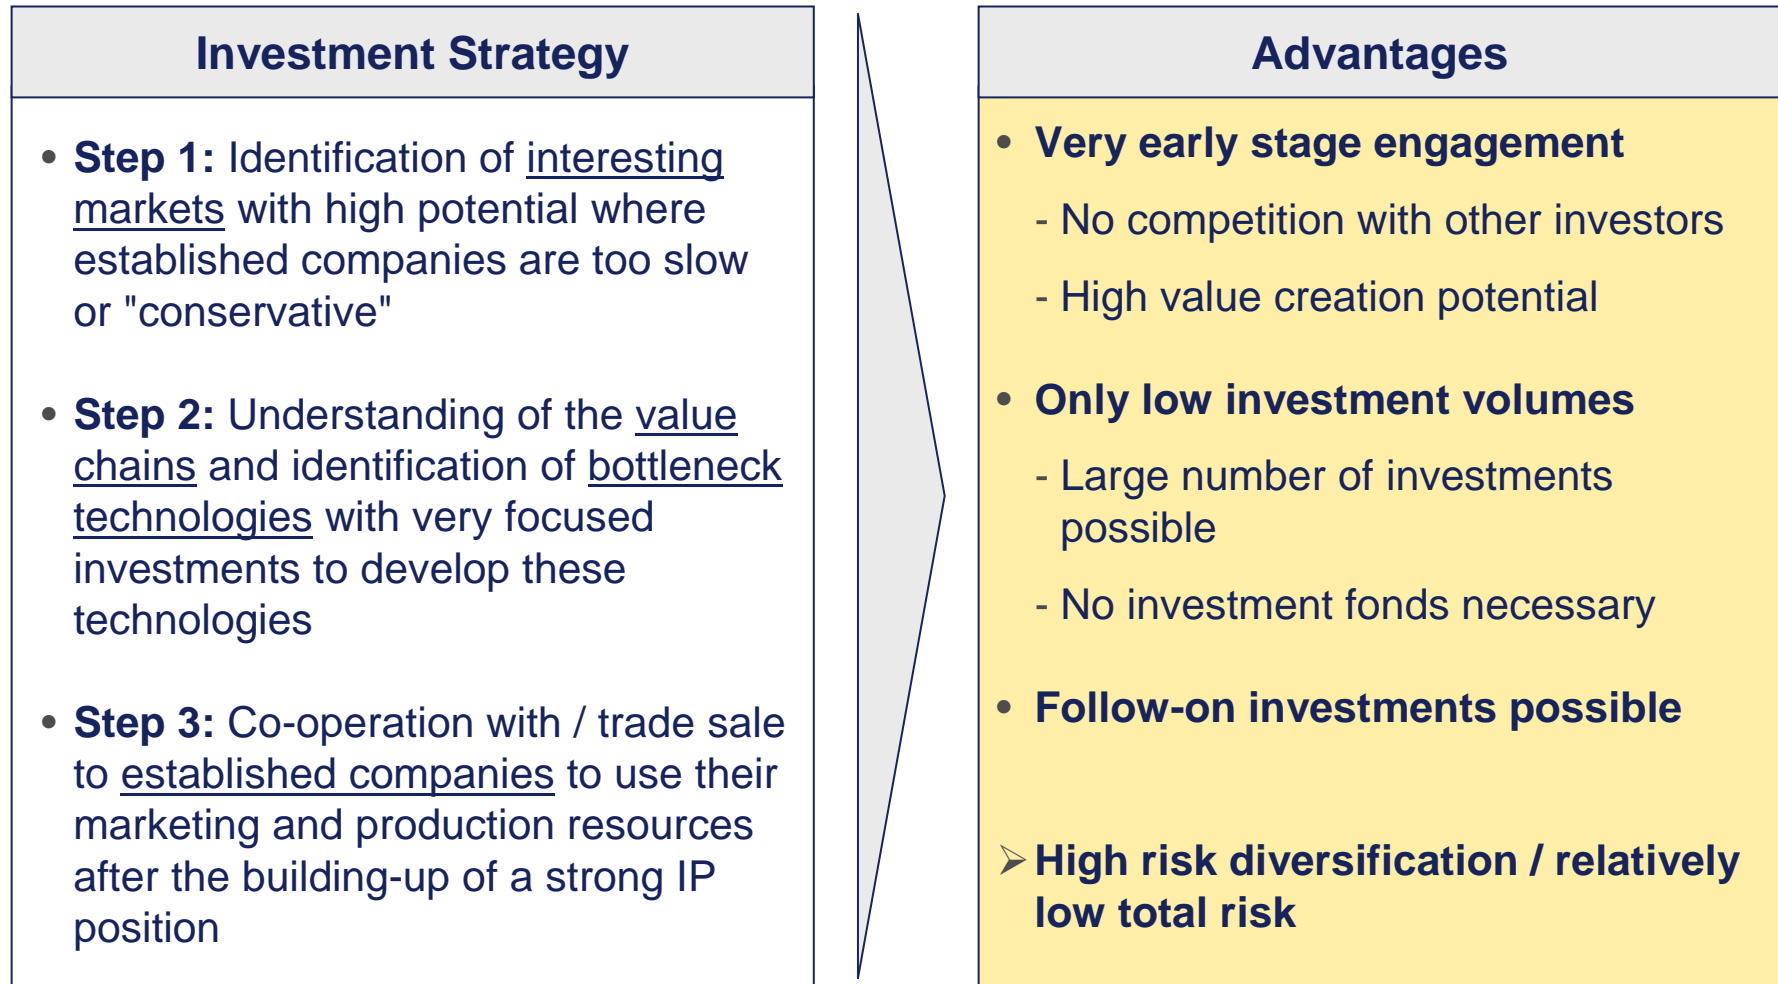 Investment Strategy
• Step 1: Identification of interesting
markets with high potential where
established companies are too slow
or "conservative"
• Step 2: Understanding of the value
chains and identification of bottleneck
technologies with very focused
investments to develop these
technologies
• Step 3: Co-operation with / trade sale
to established companies to use their
marketing and production resources
after the building-up of a strong IP
position
Advantages
• Very early stage engagement
- No competition with other investors
- High value creation potential
• Only low investment volumes
- Large number of investments
possible
- No investment fonds necessary
• Follow-on investments possible
➢ High risk diversification / relatively
low total risk